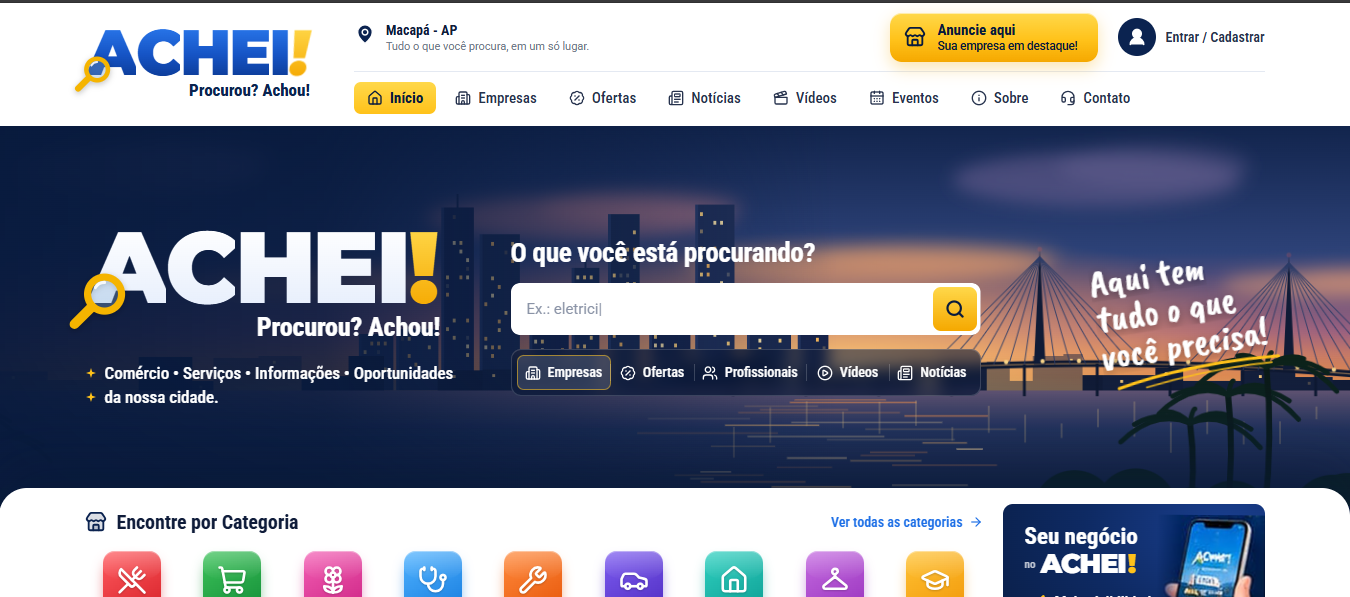 ACHEI!
Procurou? Achou!
Macapá - AP
Tudo o que você procura, em um só lugar.
Anuncie aqui
Sua empresa em destaque!
Entrar / Cadastrar
Início
Empresas
Ofertas
Notícias
Vídeos
Eventos
Sobre
Contato
ACHEI!
Procurou? Achou!
Comércio • Serviços • Informações • Oportunidades
da nossa cidade.
O que você está procurando?
Ex.: eletrici|
Empresas
Ofertas
Profissionais
Vídeos
Notícias
Aqui tem
tudo o que
você precisa!
Encontre por Categoria
Ver todas as categorias
Seu negócio
no ACHEI!
ACHEI!